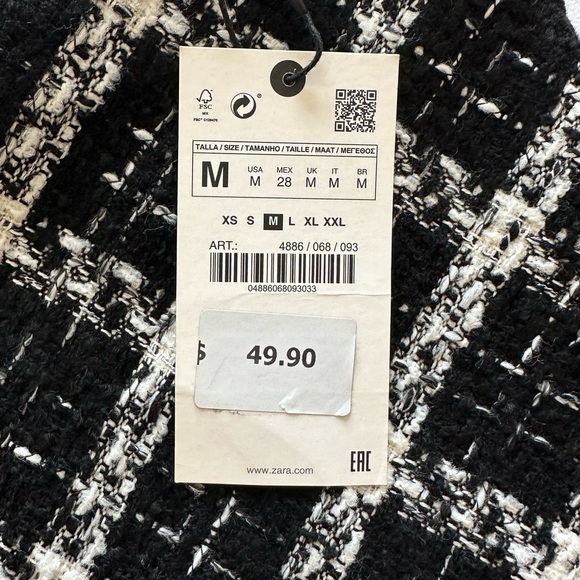 FSC
MIX
®
TALLA / SIZE / TAMANHO / TAILLE / MAAT / ΜΕΓΕΘΟΣ
M
USA MEX UK IT BR
M 28 M M M
XS S M L XL XXL
ART.: 4886 / 068 / 093
04886068093033
$ 49.90
www.zara.com
EAC